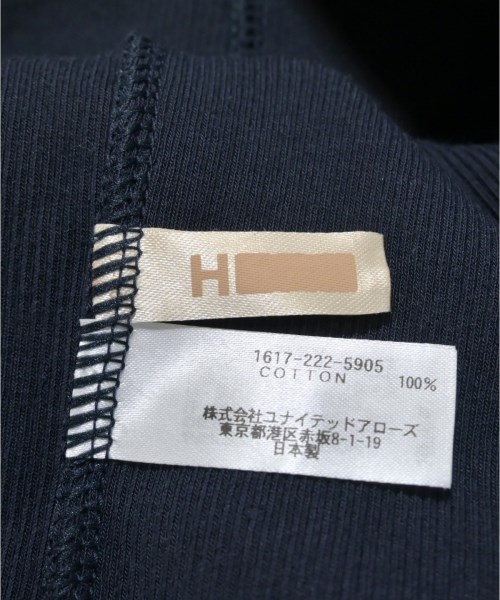 H
1617-222-5905
COTTON 100%
株式会社ユナイテッドアローズ
東京都港区赤坂8-1-19
日本製